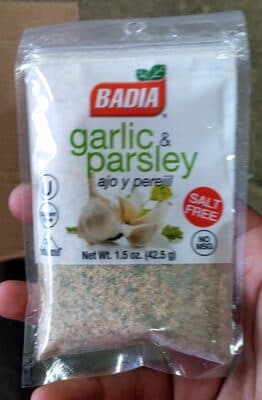 BADIA
garlic &
parsley
ajo y perejil
SALT
FREE
U
NO
MSG
Net Wt. 1.5 oz. (42.5 g)